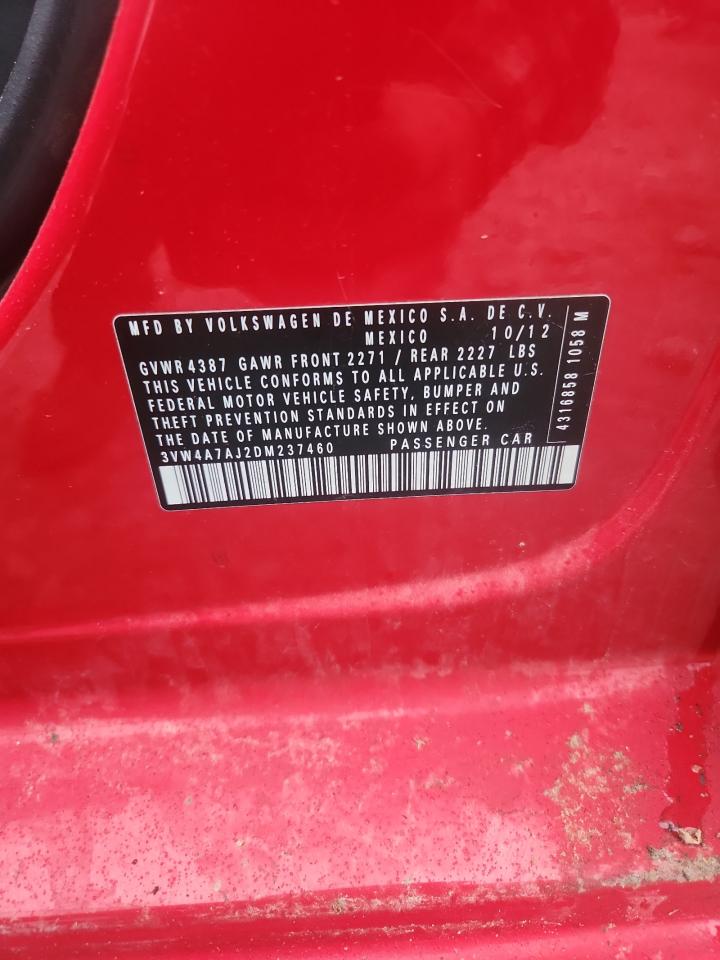 MFD BY VOLKSWAGEN DE MEXICO S.A. DE C.V.
MEXICO 10/12
GVWR 4387 GAWR FRONT 2271 / REAR 2227 LBS
THIS VEHICLE CONFORMS TO ALL APPLICABLE U.S.
FEDERAL MOTOR VEHICLE SAFETY, BUMPER AND
THEFT PREVENTION STANDARDS IN EFFECT ON
THE DATE OF MANUFACTURE SHOWN ABOVE.
3VW4A7AJ2DM237460 PASSENGER CAR
4316858 1058 M